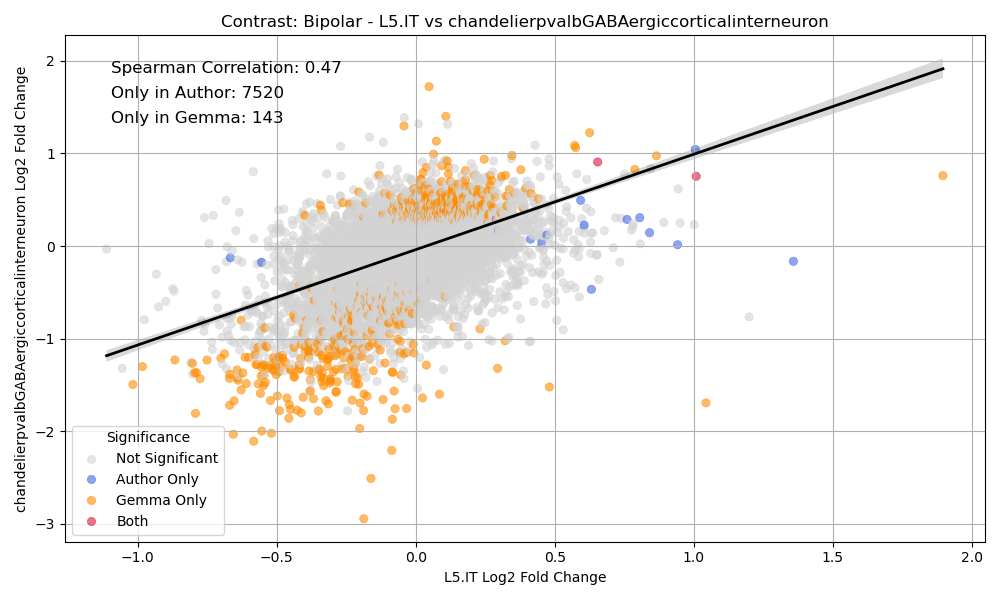 Contrast: Bipolar - L5.IT vs chandelierpvalbGABAergiccorticalinterneuron
Spearman Correlation: 0.47
Only in Author: 7520
Only in Gemma: 143
chandelierpvalbGABAergiccorticalinterneuron Log2 Fold Change
2
1
0
−1
−2
−3
Significance
Not Significant
Author Only
Gemma Only
Both
−1.0
−0.5
0.0
0.5
1.0
1.5
2.0
L5.IT Log2 Fold Change